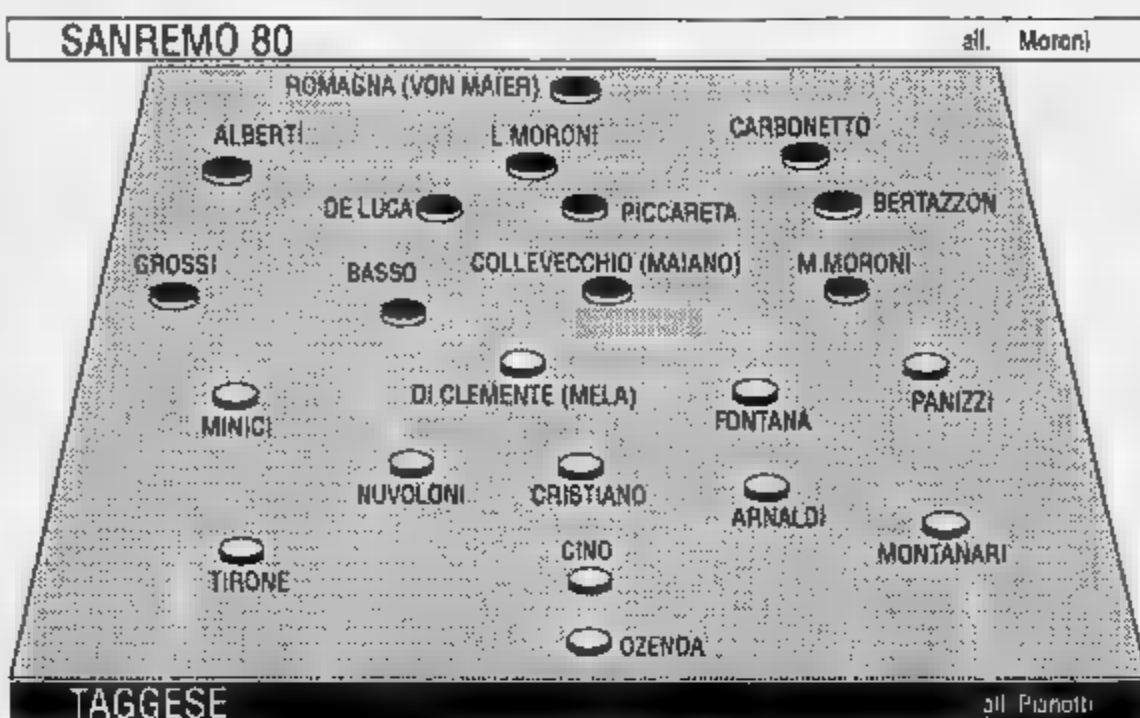 SANREMO 80 all. Moroni
ROMAGNA (VON MAIER)
ALBERTI
L.MORONI
CARBONETTO
DE LUCA
PICCARETA
BERTAZZON
GROSSI
BASSO
COLLEVECCHIO (MAIANO)
M.MORONI
DI CLEMENTE (MELA)
MINICI
FONTANA
PANIZZI
NUVOLONI
CRISTIANO
ARNALDI
MONTANARI
TIRONE
CINO
OZENDA
TAGGESE all. Pianotti